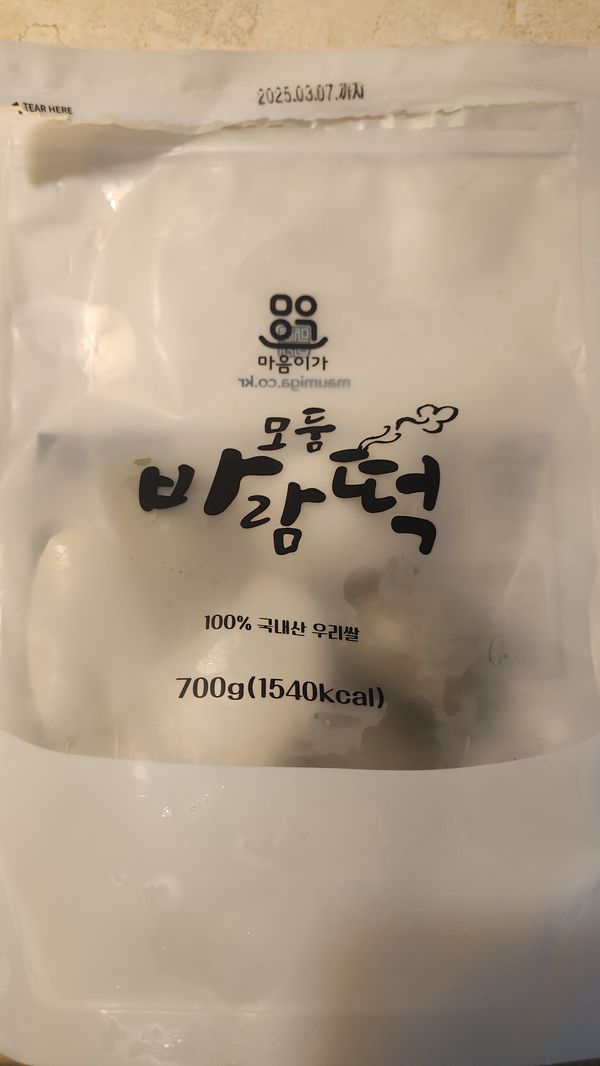 2025.03.07.까지
TEAR HERE
마음이가
maumiga.co.kr
모듬
바람떡
100% 국내산 우리쌀
700g(1540kcal)